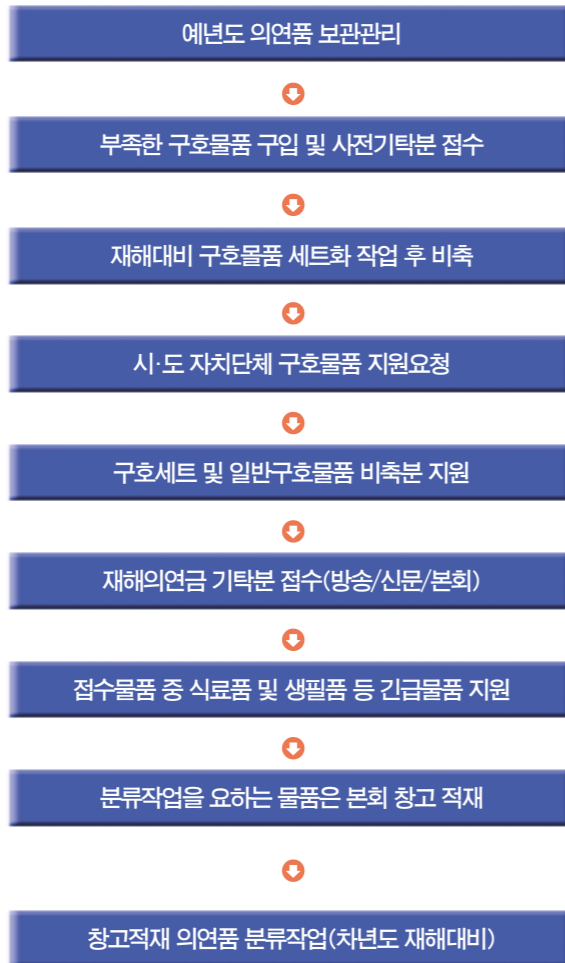 예년도 의연품 보관관리
부족한 구호물품 구입 및 사전기탁분 접수
재해대비 구호몰품 세트화 작업 후 비축
시·도 자치단체 구호물품 지원요청
구호세트 및 일반구호물품 비축분 지원
재해의연금 기탁분 접수(방송/신문/본회)
접수물품 중 식료품 및 생필품 등 긴급물품 지원
분류작업을 요하는 물품은 본회 창고 적재
창고적재 의연품 분류작업(차년도 재해대비)